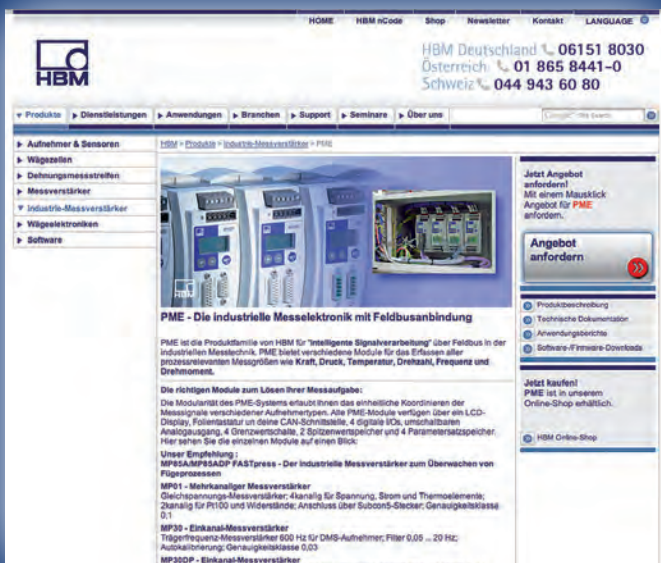 HOME HBM nCode Shop Newsletter Kontakt LANGUAGE
HBM
HBM Deutschland 06151 8030
Österreich 01 865 8441-0
Schweiz 044 943 60 80
Produkte Dienstleistungen Anwendungen Branchen Support Seminare Über uns
Aufnehmer & Sensoren
Wägezellen
Dehnungsmessstreifen
Messverstärker
Industrie-Messverstärker
Wägeelektroniken
Software
HBM > Produkte > Industrie-Messverstärker > PME
HBM
PME - Die industrielle Messelektronik mit Feldbusanbindung
PME ist die Produktfamilie von HBM für "intelligente Signalverarbeitung" über Feldbus in der
industriellen Messtechnik. PME bietet verschiedene Module für das Erfassen aller
prozessrelevanten Messgrößen wie Kraft, Druck, Temperatur, Drehzahl, Frequenz und
Drehmoment.
Die richtigen Module zum Lösen Ihrer Messaufgabe:
Die Modularität des PME-Systems erlaubt Ihnen das einheitliche Koordinieren der
Messsignale verschiedener Aufnehmertypen. Alle PME-Module verfügen über ein LCD-
Display, Folientastatur un deine CAN-Schnittstelle, 4 digitale I/Os, umschaltbaren
Analogausgang, 4 Grenzwertschalte, 2 Spitzenwertspeicher und 4 Parametersatzspeicher.
Hier sehen Sie die einzelnen Module auf einen Blick:
Unser Empfehlung :
MP85A/MP85ADP FASTpress - Der industrielle Messverstärker zum Überwachen von
Fügeprozessen
MP01 - Mehrkanaliger Messverstärker
Gleichspannungs-Messverstärker; 4kanalig für Spannung, Strom und Thermoelemente;
2kanalig für Pt100 und Widerstände; Anschluss über Subcon5-Stecker; Genauigkeitsklasse
0,1
MP30 - Einkanal-Messverstärker
Trägerfrequenz-Messverstärker 600 Hz für DMS-Aufnehmer; Filter 0,05 ... 20 Hz;
Autokalibrierung; Genauigkeitsklasse 0,03
MP30DP - Einkanal-Messverstärker
Jetzt Angebot
anfordern!
Mit einem Mausklick
Angebot für PME
anfordern.
Angebot
anfordern
Produktbeschreibung
Technische Dokumentation
Anwendungsberichte
Software-/Firmware-Downloads
Jetzt kaufen!
PME ist in unserem
Online-Shop erhältlich.
HBM Online-Shop